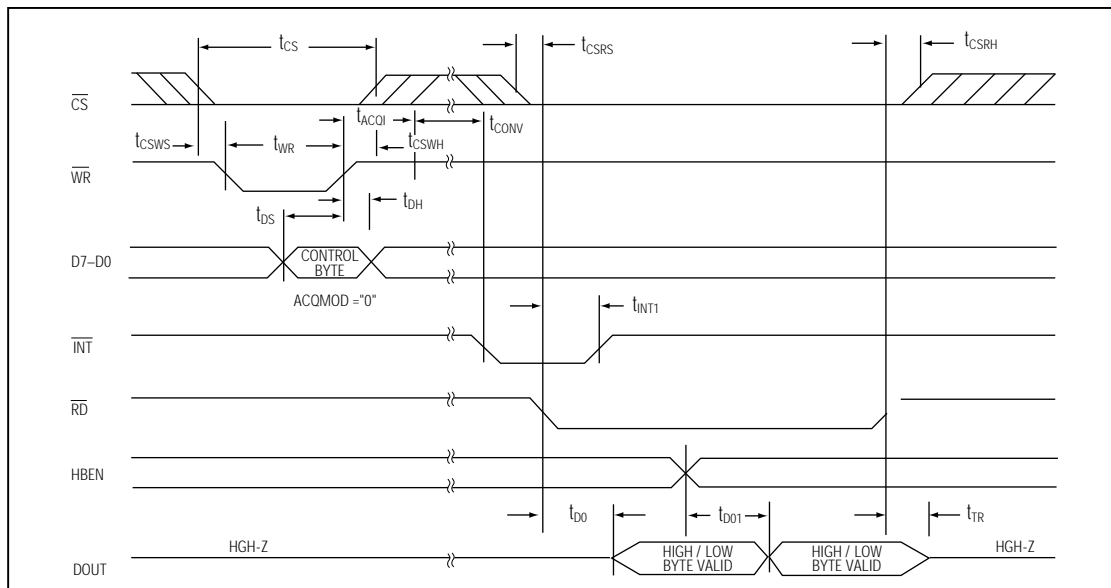 tCS
tCSRS
tCSRH
CS
tCSWS
tWR
tACQI
tCSWH
tCONV
WR
tDS
tDH
D7–D0
CONTROL
BYTE
ACQMOD ="0"
tINT1
INT
RD
HBEN
tD0
tD01
tTR
DOUT
HGH-Z
HIGH / LOW
BYTE VALID
HIGH / LOW
BYTE VALID
HGH-Z